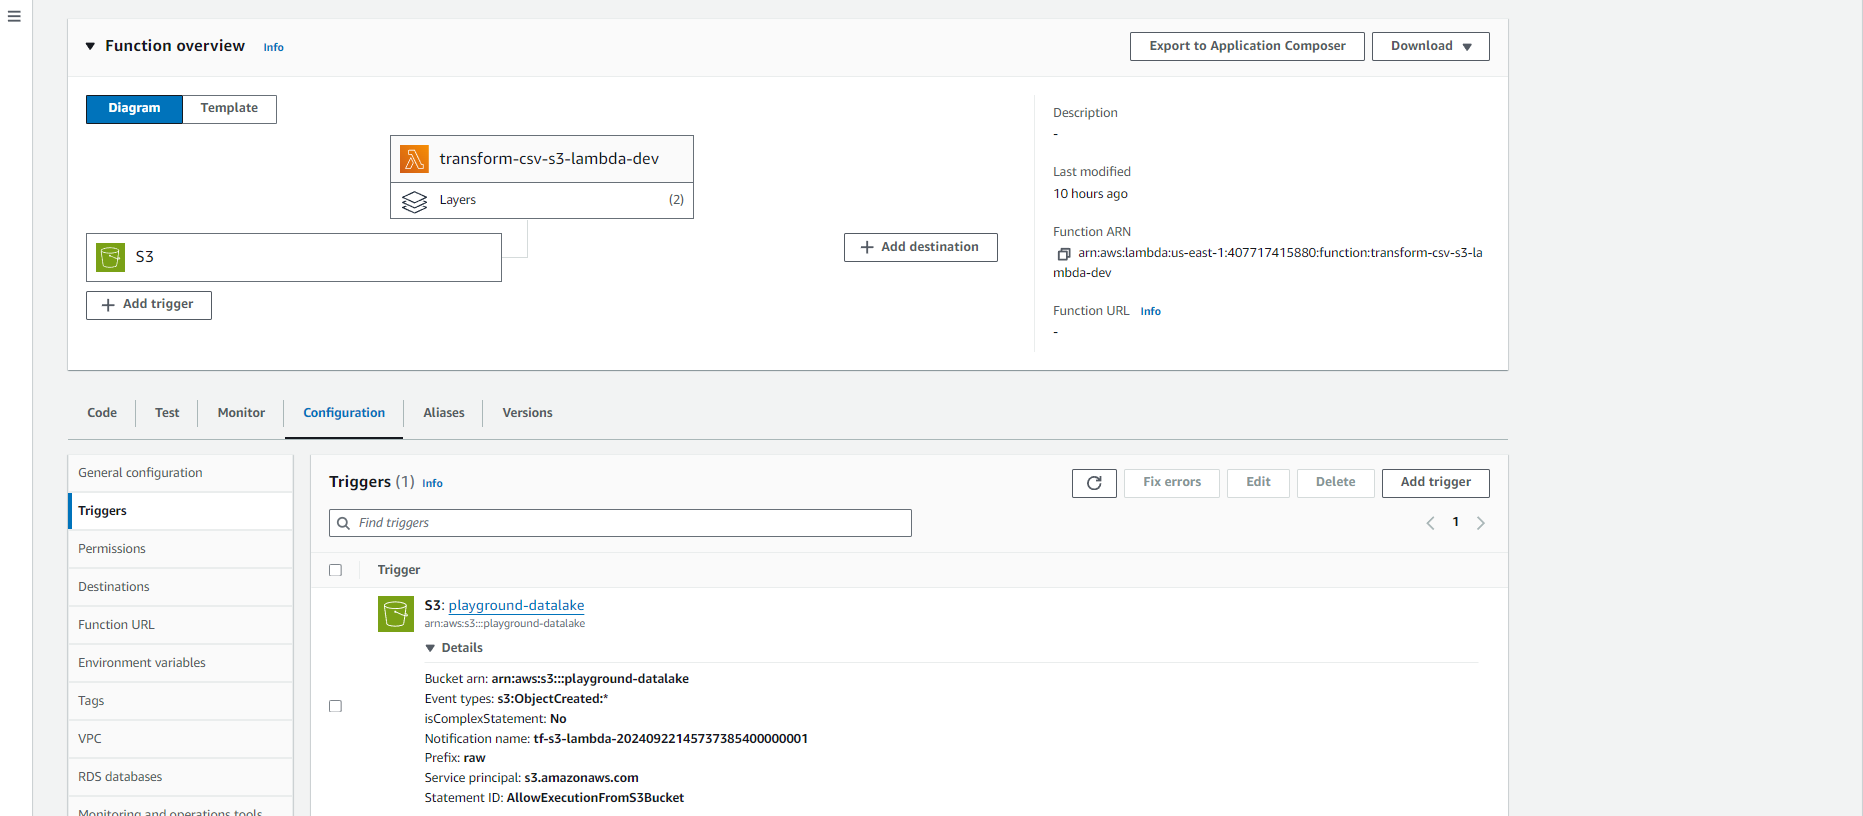 Function overview Info
Export to Application Composer
Download
Diagram
Template
transform-csv-s3-lambda-dev
Layers (2)
S3
+ Add trigger
+ Add destination
Description
-
Last modified
10 hours ago
Function ARN
arn:aws:lambda:us-east-1:407717415880:function:transform-csv-s3-la
mbda-dev
Function URL Info
-
Code Test Monitor Configuration Aliases Versions
General configuration
Triggers
Permissions
Destinations
Function URL
Environment variables
Tags
VPC
RDS databases
Monitoring and operations tools
Triggers (1) Info
Fix errors Edit Delete Add trigger
Find triggers
1
Trigger
S3: playground-datalake
arn:aws:s3:::playground-datalake
Details
Bucket arn: arn:aws:s3:::playground-datalake
Event types: s3:ObjectCreated:*
isComplexStatement: No
Notification name: tf-s3-lambda-20240922145737385400000001
Prefix: raw
Service principal: s3.amazonaws.com
Statement ID: AllowExecutionFromS3Bucket